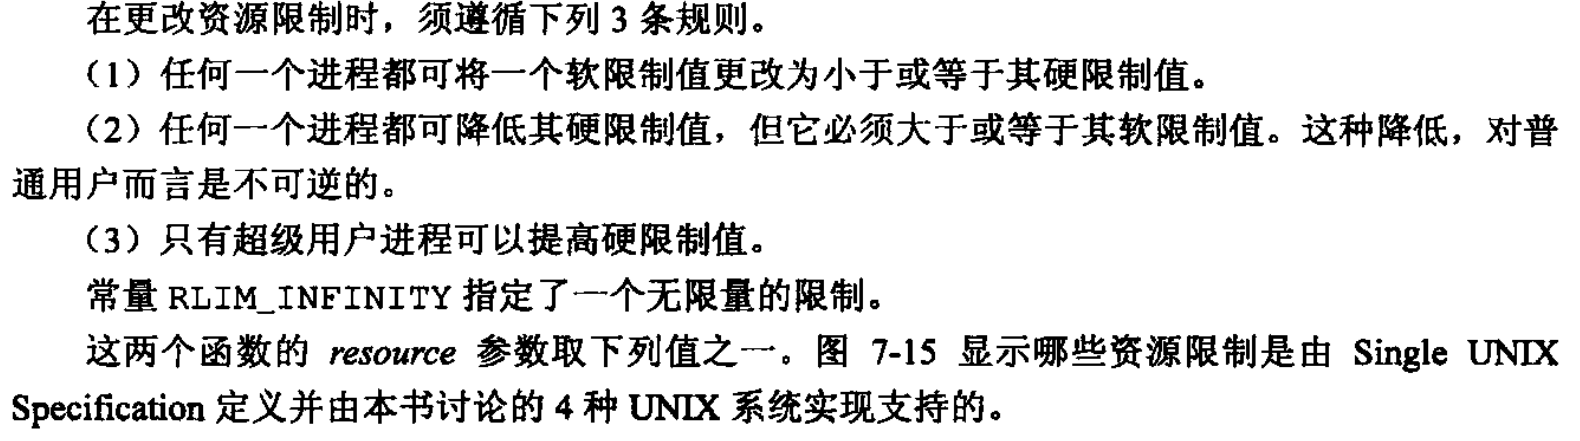 在更改资源限制时，须遵循下列 3 条规则。
（1）任何一个进程都可将一个软限制值更改为小于或等于其硬限制值。
（2）任何一个进程都可降低其硬限制值，但它必须大于或等于其软限制值。这种降低，对普
通用户而言是不可逆的。
（3）只有超级用户进程可以提高硬限制值。
常量 RLIM_INFINITY 指定了一个无限量的限制。
这两个函数的 resource 参数取下列值之一。图 7-15 显示哪些资源限制是由 Single UNIX
Specification 定义并由本书讨论的 4 种 UNIX 系统实现支持的。